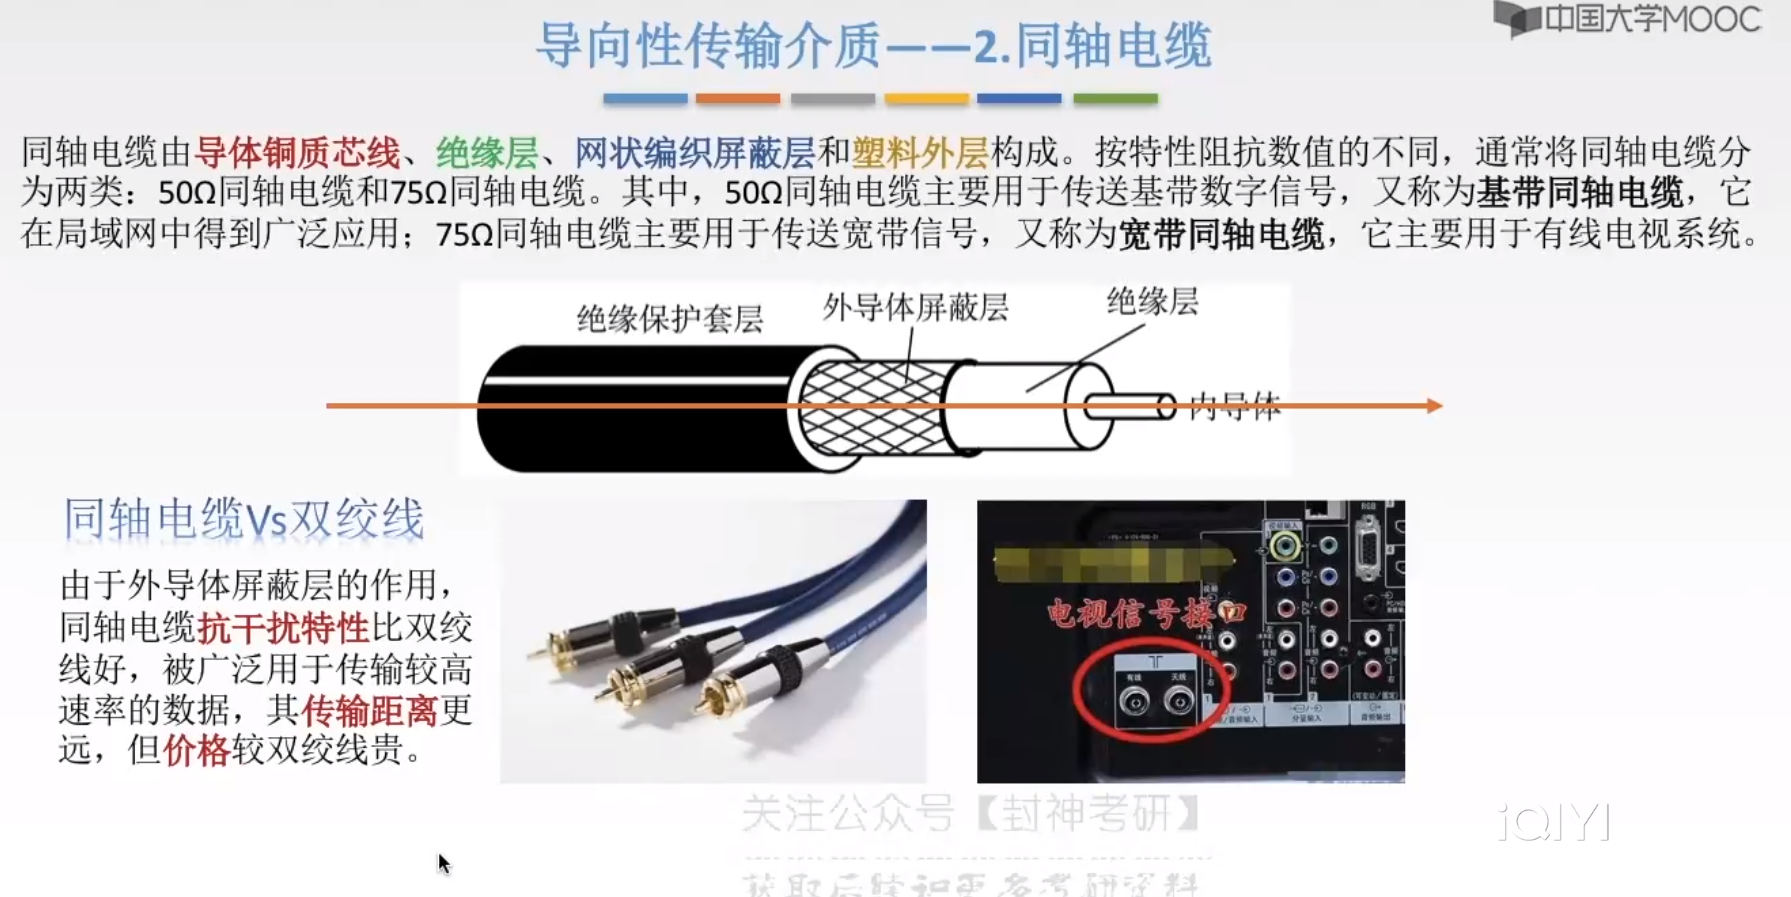 中国大学MOOC
导向性传输介质——2.同轴电缆
同轴电缆由导体铜质芯线、绝缘层、网状编织屏蔽层和塑料外层构成。按特性阻抗数值的不同，通常将同轴电缆分
为两类：50Ω同轴电缆和75Ω同轴电缆。其中，50Ω同轴电缆主要用于传送基带数字信号，又称为基带同轴电缆，它
在局域网中得到广泛应用；75Ω同轴电缆主要用于传送宽带信号，又称为宽带同轴电缆，它主要用于有线电视系统。
绝缘保护套层
外导体屏蔽层
绝缘层
内导体
同轴电缆Vs双绞线
由于外导体屏蔽层的作用，
同轴电缆抗干扰特性比双绞
线好，被广泛用于传输较高
速率的数据，其传输距离更
远，但价格较双绞线贵。
RGB
电视信号接口
有线
天线
分量输入
音频输出
关注公众号【封神考研】
获取后续和更多考研资料
iQIYI